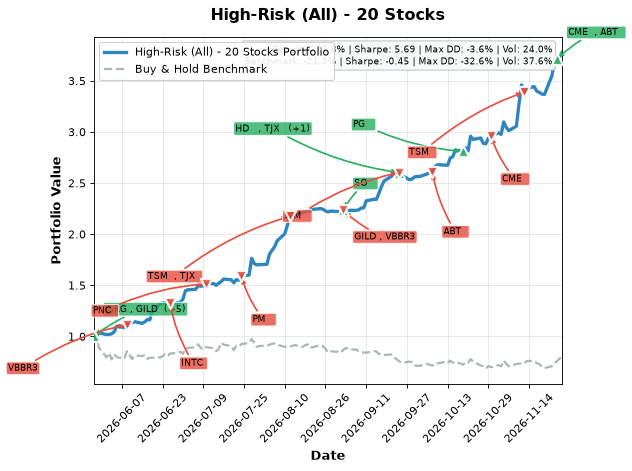 High-Risk (All) - 20 Stocks
CME , ABT
High-Risk (All) - 20 Stocks Portfolio
Buy & Hold Benchmark
% | Sharpe: 5.69 | Max DD: -3.6% | Vol: 24.0%
| Sharpe: -0.45 | Max DD: -32.6% | Vol: 37.6%
HD , TJX (+1)
PG
TSM
CME
SO
GILD , VBBR3
ABT
TSM , TJX
PNC
GILD
PM
INTC
VBBR3
Portfolio Value
3.5
3.0
2.5
2.0
1.5
1.0
2026-06-07
2026-06-23
2026-07-09
2026-07-25
2026-08-10
2026-08-26
2026-09-11
2026-09-27
2026-10-13
2026-10-29
2026-11-14
Date